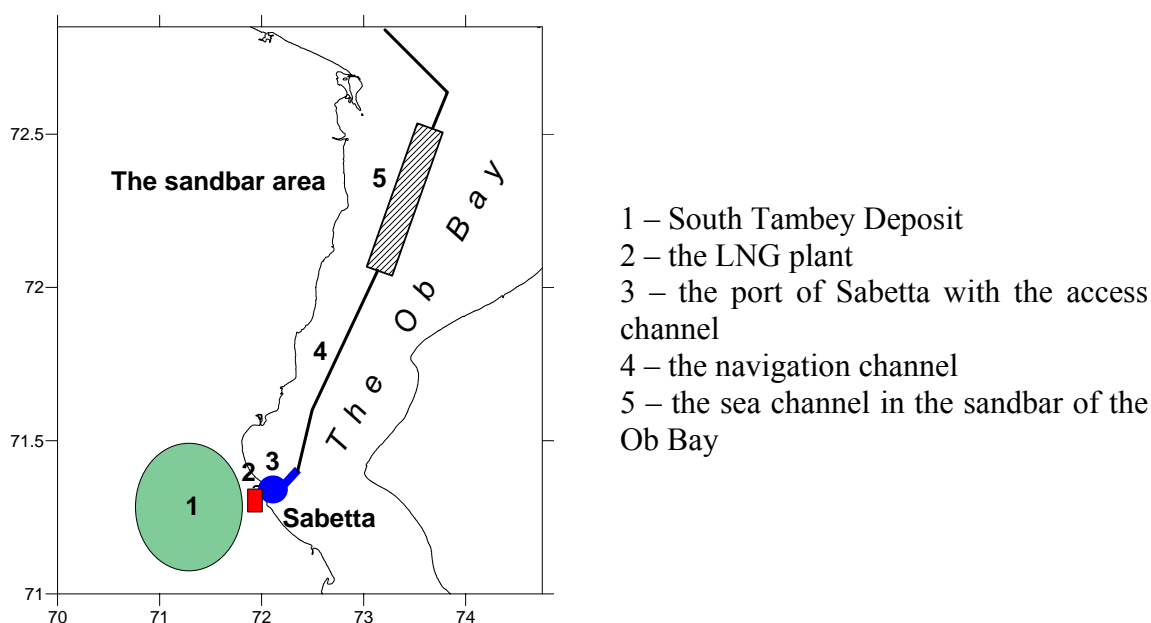 72.5
72
71.5
71
70
71
72
73
74
The sandbar area
5
The Ob Bay
4
3
2
1
Sabetta
1 – South Tambey Deposit
2 – the LNG plant
3 – the port of Sabetta with the access
channel
4 – the navigation channel
5 – the sea channel in the sandbar of the
Ob Bay